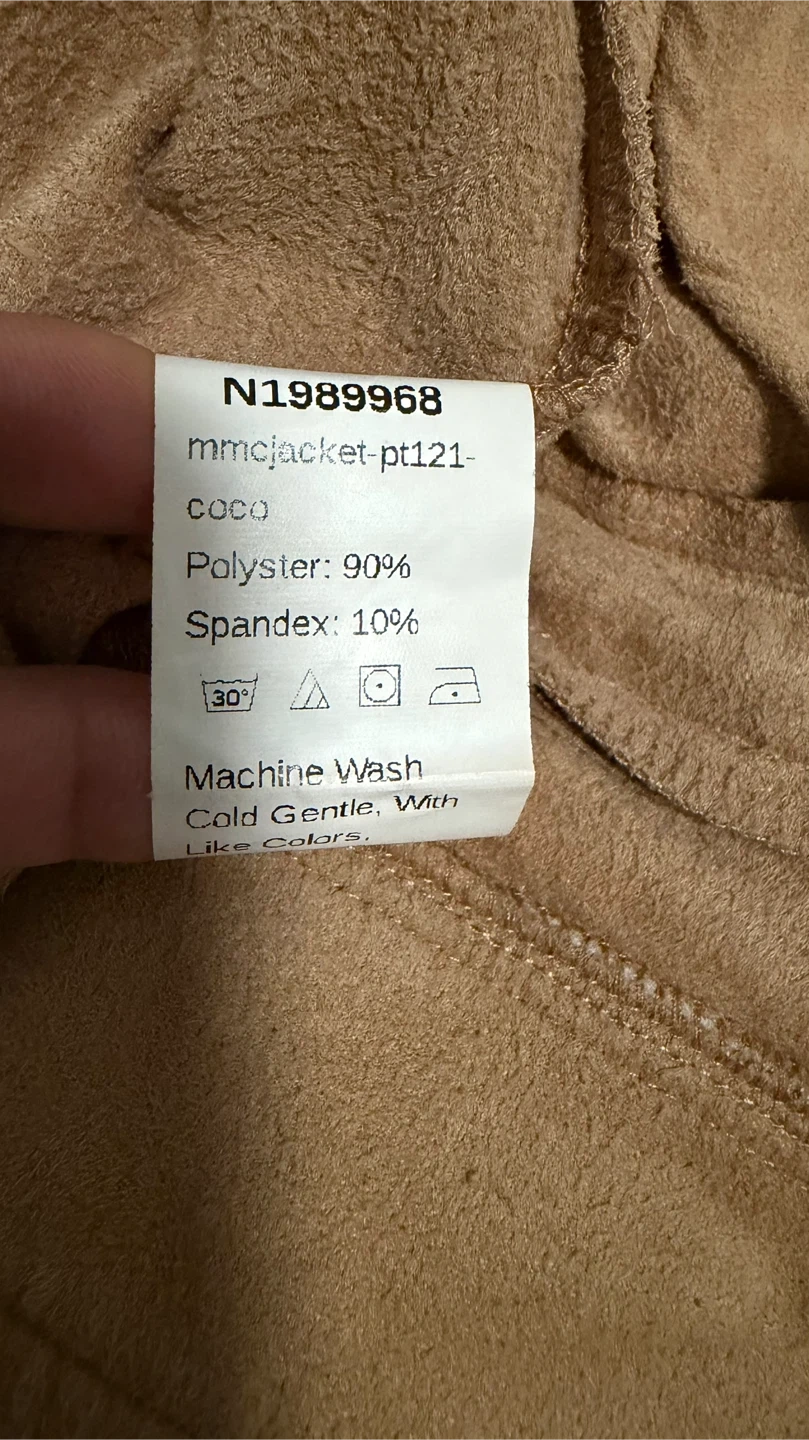 N1989968
mmcjacket-pt121-
coco
Polyster: 90%
Spandex: 10%
30°
Machine Wash
Cold Gentle, With
Like Colors,